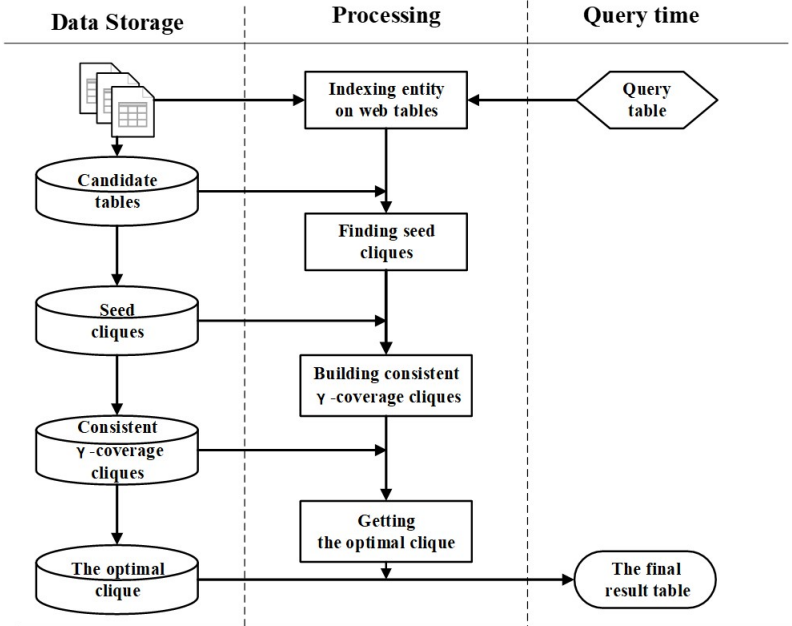 Data Storage
Processing
Query time
Indexing entity
on web tables
Query
table
Candidate
tables
Finding seed
cliques
Seed
cliques
Building consistent
γ -coverage cliques
Consistent
γ -coverage
cliques
Getting
the optimal clique
The optimal
clique
The final
result table